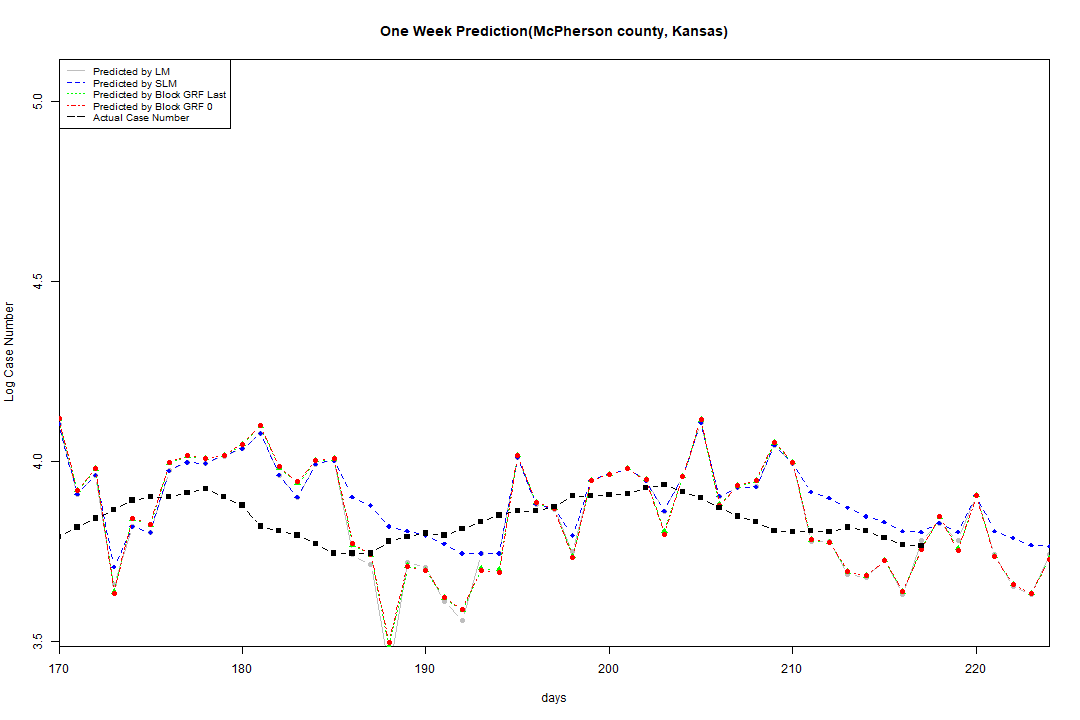 One Week Prediction(McPherson county, Kansas)
Predicted by LM
Predicted by SLM
Predicted by Block GRF Last
Predicted by Block GRF 0
Actual Case Number
5.0
4.5
4.0
3.5
Log Case Number
170 180 190 200 210 220
days